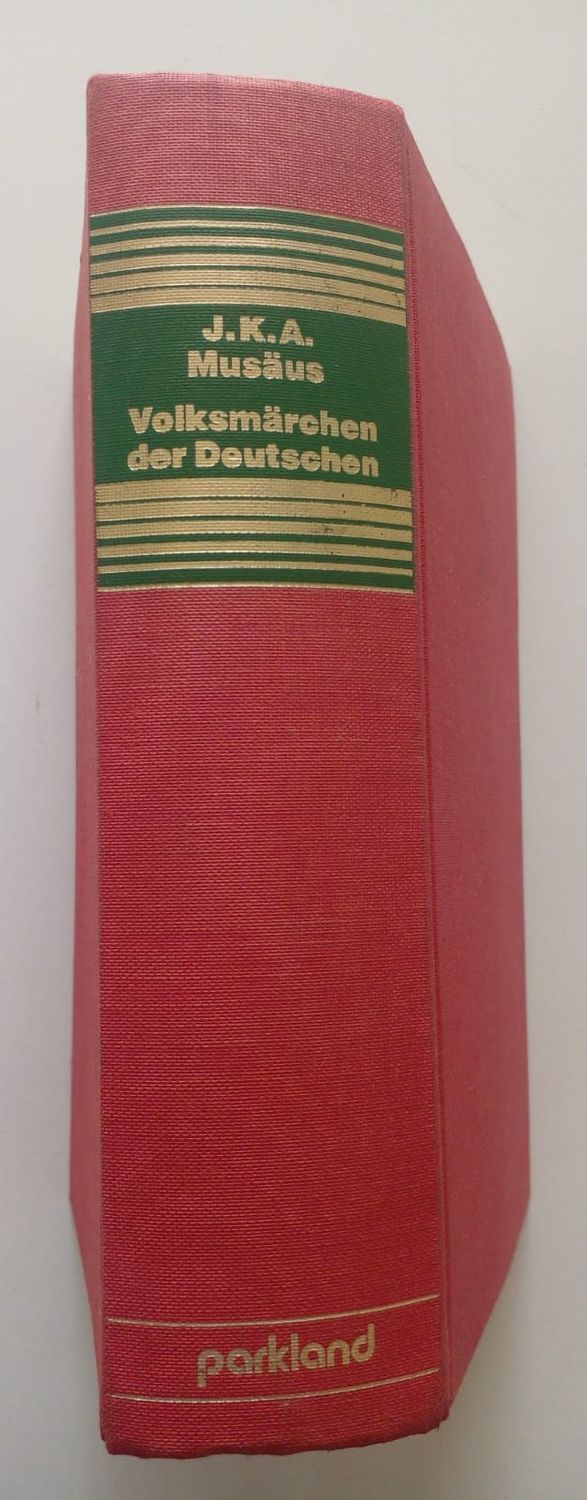 J.K.A.
Musäus
Volksmärchen
der Deutschen
parkland